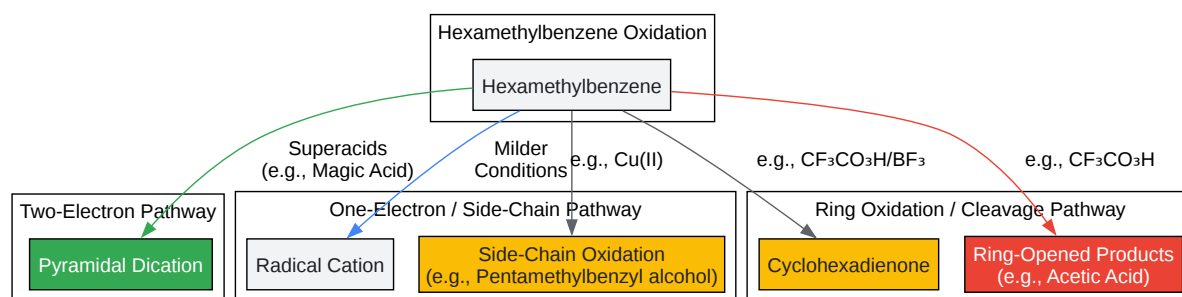 Hexamethylbenzene Oxidation
Hexamethylbenzene
Superacids
(e.g., Magic Acid)
Milder
Conditions
e.g., Cu(II)
e.g., CF₃CO₃H/BF₃
e.g., CF₃CO₃H
Two-Electron Pathway
One-Electron / Side-Chain Pathway
Ring Oxidation / Cleavage Pathway
Pyramidal Dication
Radical Cation
Side-Chain Oxidation
(e.g., Pentamethylbenzyl alcohol)
Cyclohexadienone
Ring-Opened Products
(e.g., Acetic Acid)